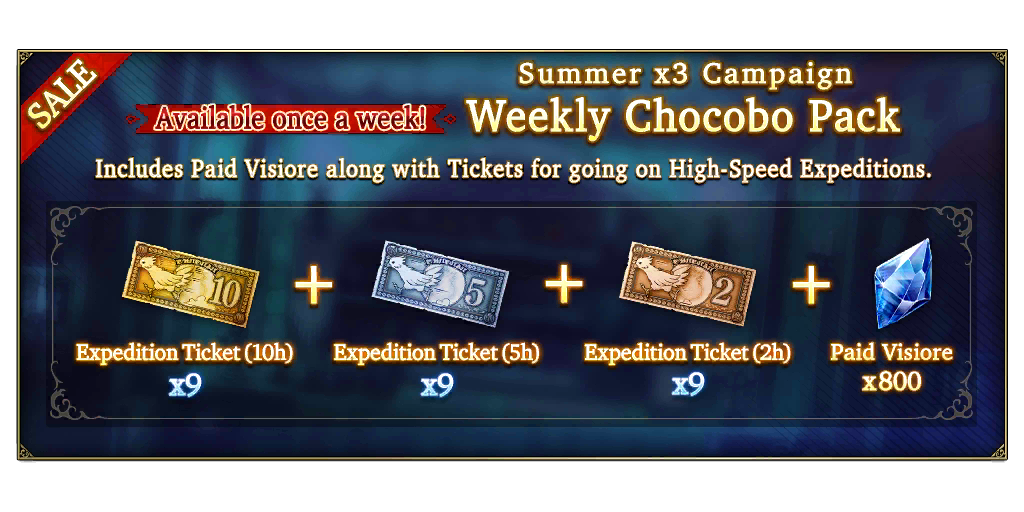 SALE
Summer x3 Campaign
Available once a week!
Weekly Chocobo Pack
Includes Paid Visiore along with Tickets for going on High-Speed Expeditions.
10
+
5
+
2
+
Expedition Ticket (10h)
x9
Expedition Ticket (5h)
x9
Expedition Ticket (2h)
x9
Paid Visiore
x800